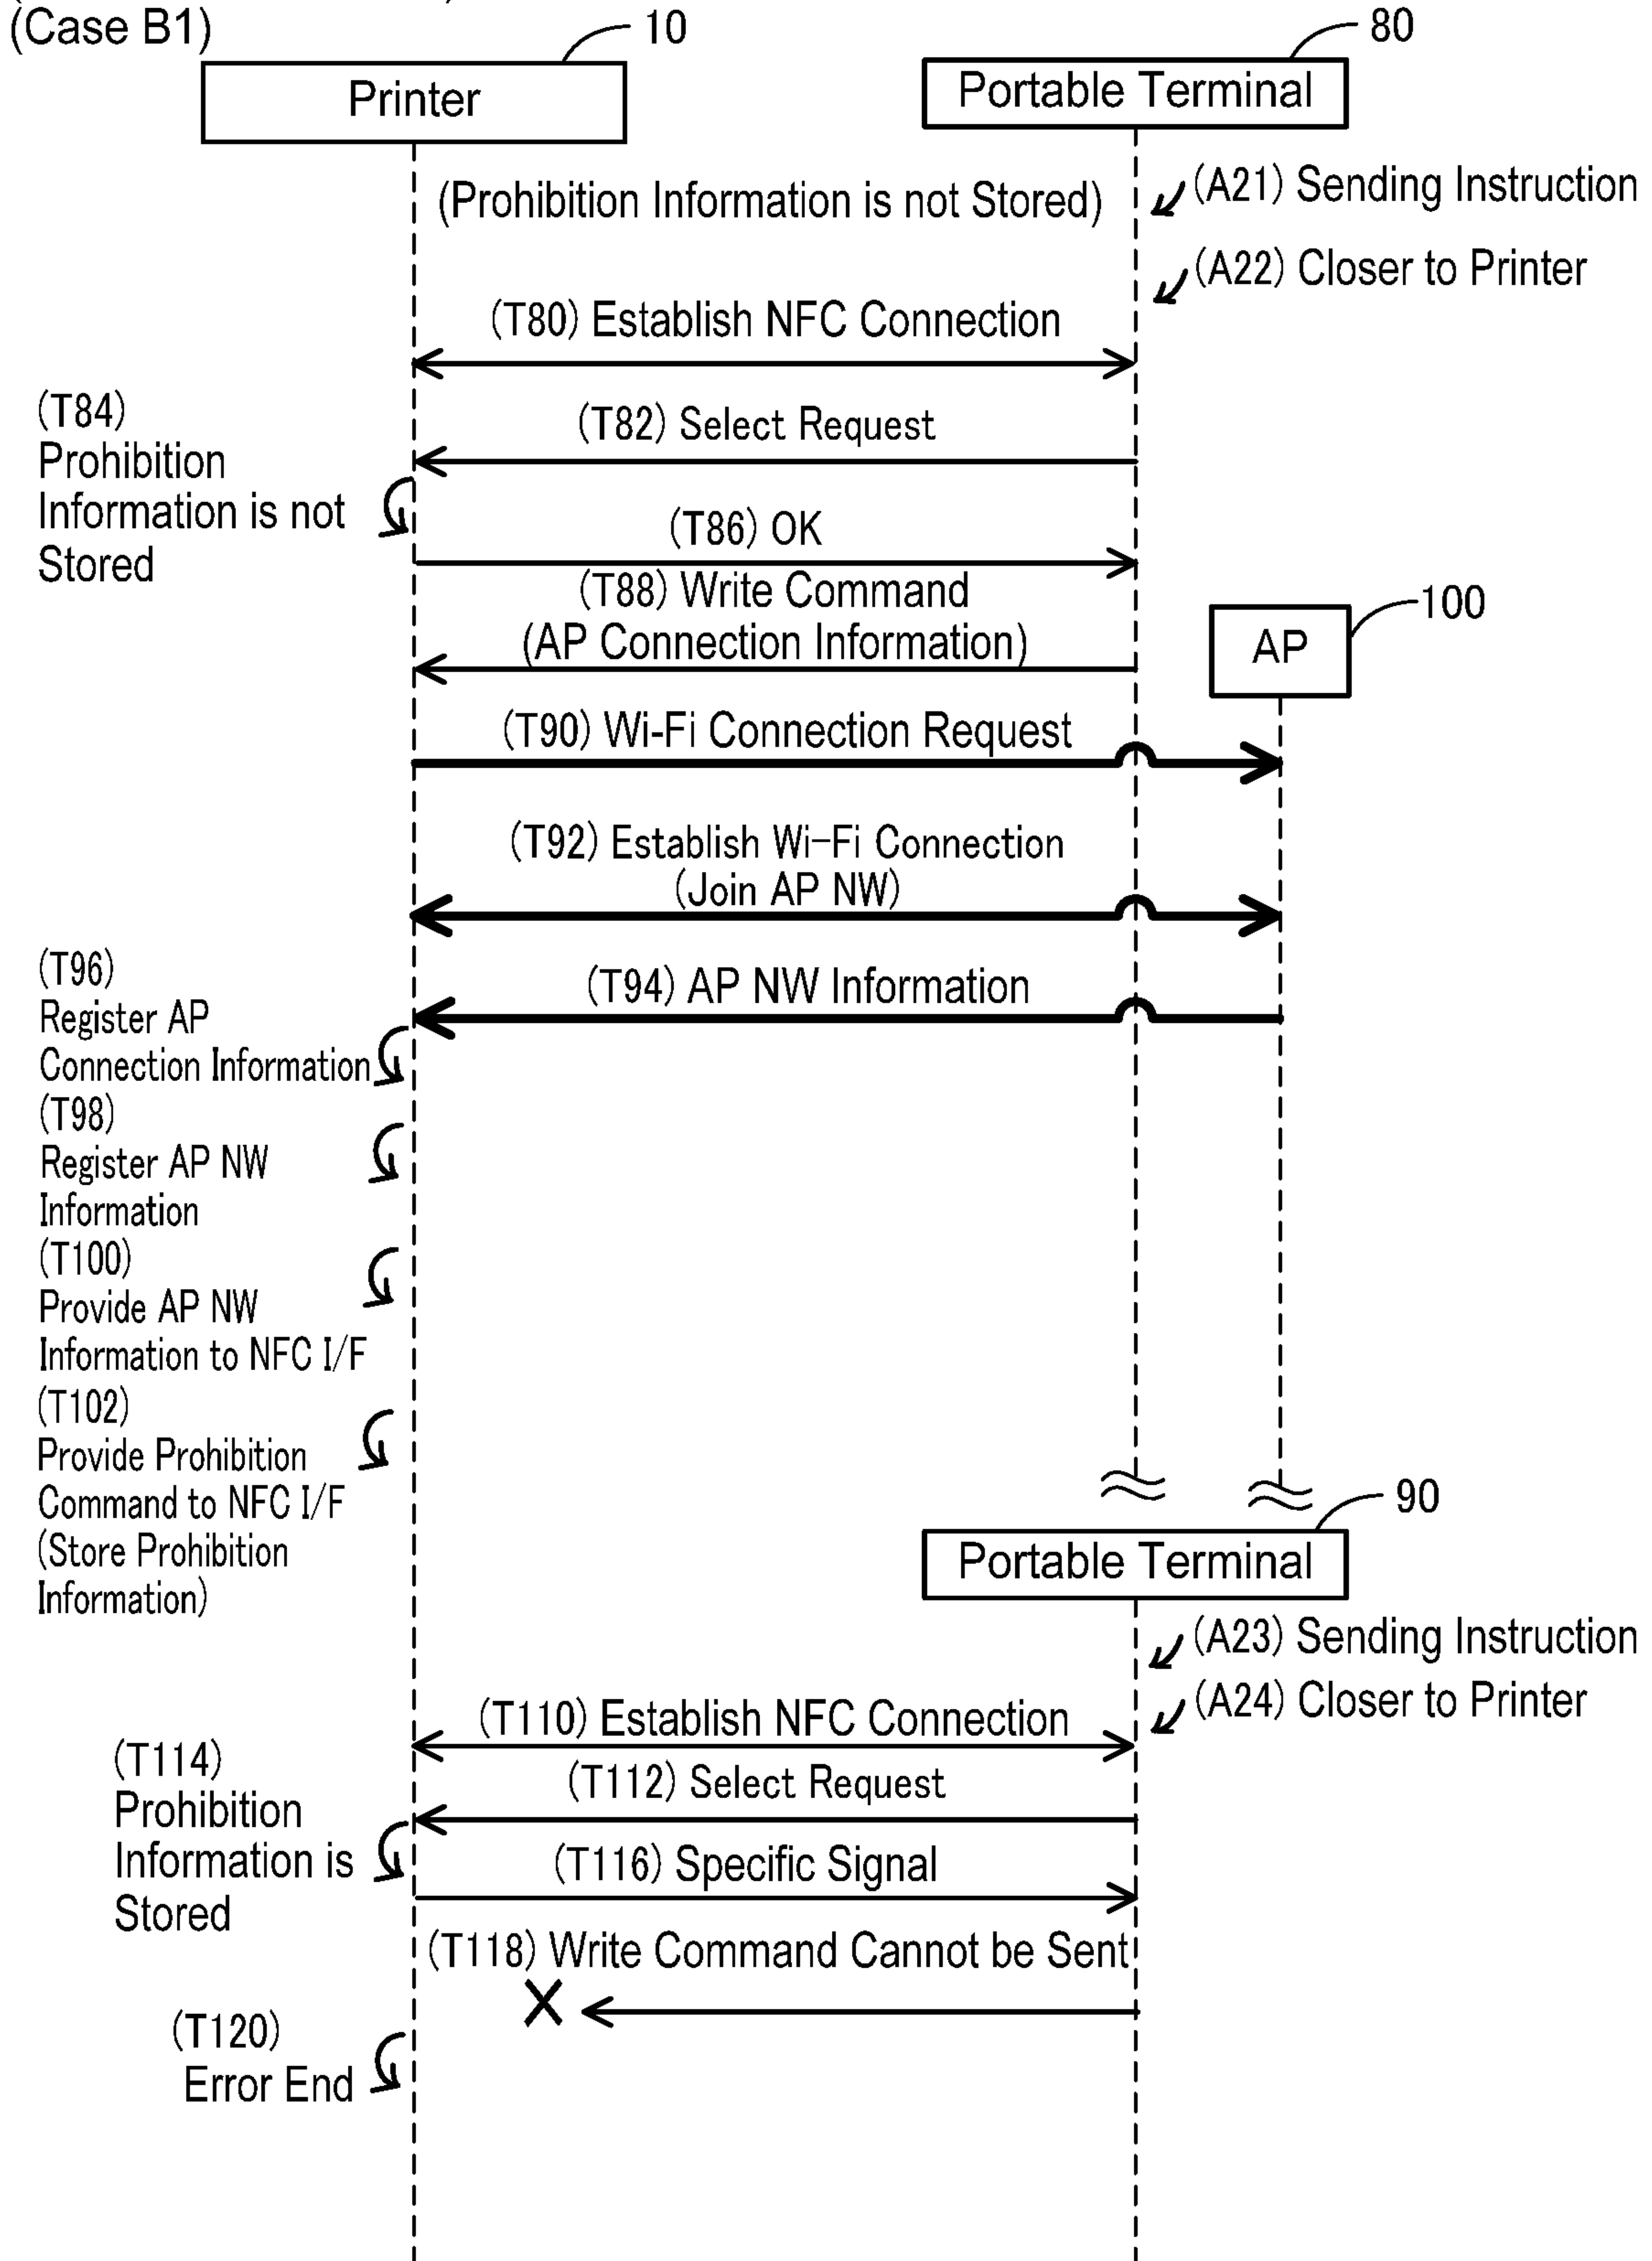 (Case B1)
10
80
Printer
Portable Terminal
(Prohibition Information is not Stored)
(A21) Sending Instruction
(A22) Closer to Printer
(T80) Establish NFC Connection
(T84)
Prohibition
Information is not
Stored
(T82) Select Request
(T86) OK
(T88) Write Command
(AP Connection Information)
100
AP
(T90) Wi-Fi Connection Request
(T92) Establish Wi-Fi Connection
(Join AP NW)
(T94) AP NW Information
(T96)
Register AP
Connection Information
(T98)
Register AP NW
Information
(T100)
Provide AP NW
Information to NFC I/F
(T102)
Provide Prohibition
Command to NFC I/F
(Store Prohibition
Information)
90
Portable Terminal
(A23) Sending Instruction
(A24) Closer to Printer
(T110) Establish NFC Connection
(T112) Select Request
(T114)
Prohibition
Information is
Stored
(T116) Specific Signal
(T118) Write Command Cannot be Sent
(T120)
Error End